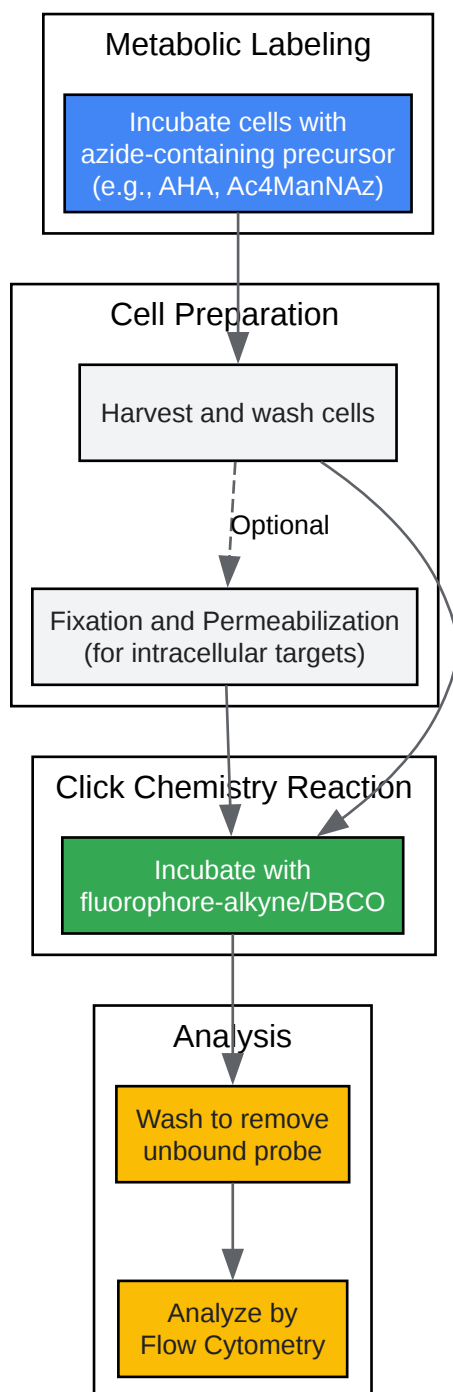 Metabolic Labeling
Incubate cells with
azide-containing precursor
(e.g., AHA, Ac4ManNAz)
Cell Preparation
Harvest and wash cells
Optional
Fixation and Permeabilization
(for intracellular targets)
Click Chemistry Reaction
Incubate with
fluorophore-alkyne/DBCO
Analysis
Wash to remove
unbound probe
Analyze by
Flow Cytometry